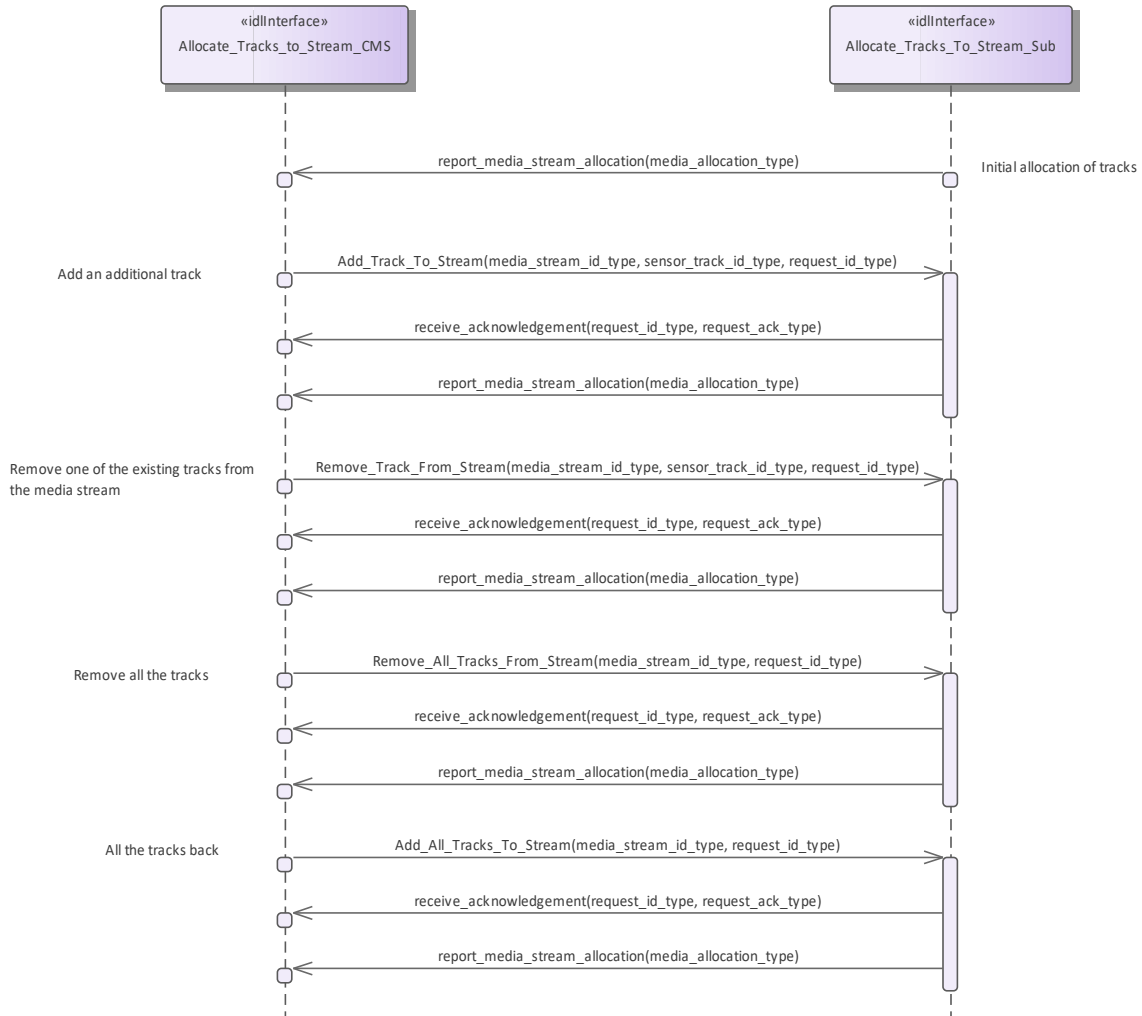 «idlInterface»
Allocate_Tracks_to_Stream_CMS
«idlInterface»
Allocate_Tracks_To_Stream_Sub
report_media_stream_allocation(media_allocation_type)
Initial allocation of tracks
Add an additional track
Add_Track_To_Stream(media_stream_id_type, sensor_track_id_type, request_id_type)
receive_acknowledgement(request_id_type, request_ack_type)
report_media_stream_allocation(media_allocation_type)
Remove one of the existing tracks from
the media stream
Remove_Track_From_Stream(media_stream_id_type, sensor_track_id_type, request_id_type)
receive_acknowledgement(request_id_type, request_ack_type)
report_media_stream_allocation(media_allocation_type)
Remove all the tracks
Remove_All_Tracks_From_Stream(media_stream_id_type, request_id_type)
receive_acknowledgement(request_id_type, request_ack_type)
report_media_stream_allocation(media_allocation_type)
All the tracks back
Add_All_Tracks_To_Stream(media_stream_id_type, request_id_type)
receive_acknowledgement(request_id_type, request_ack_type)
report_media_stream_allocation(media_allocation_type)